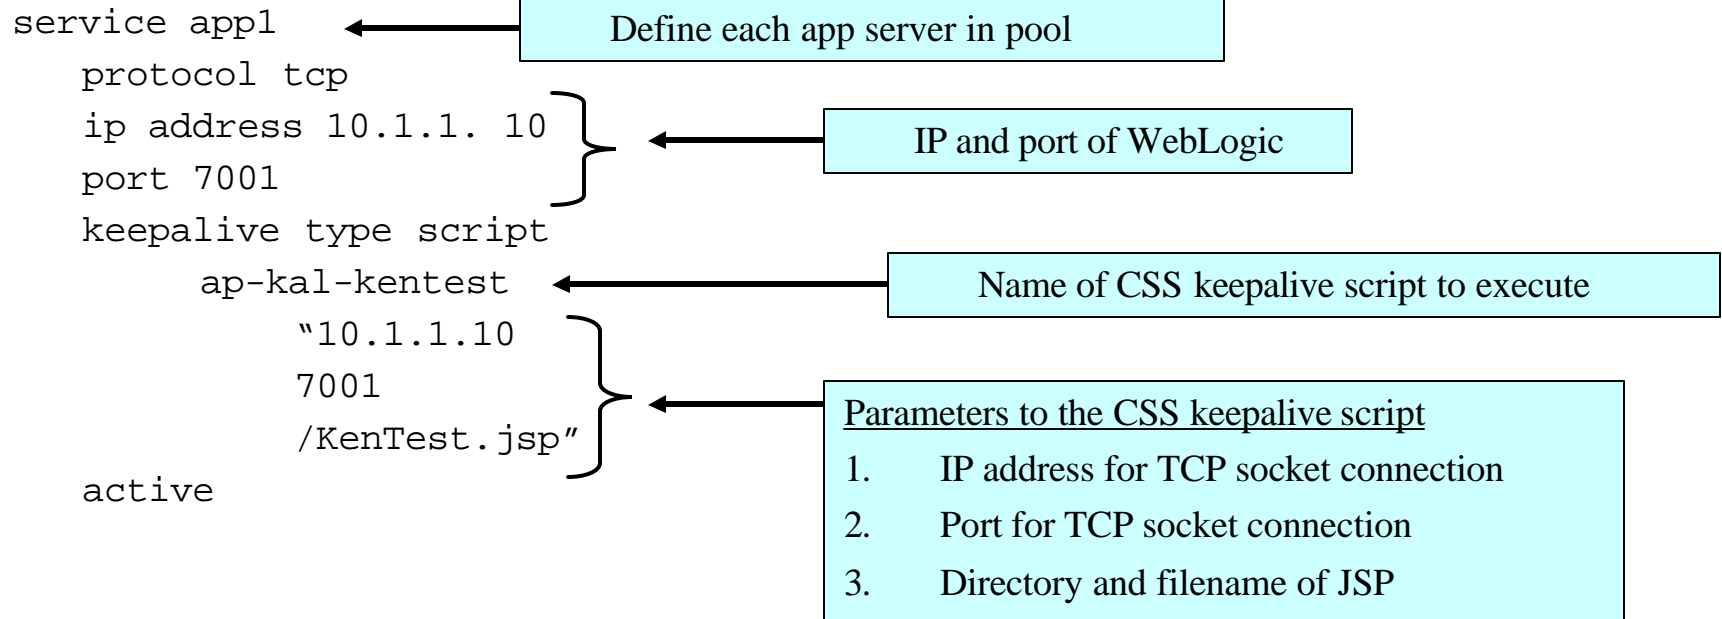 service app1
Define each app server in pool
protocol tcp
ip address 10.1.1. 10
IP and port of WebLogic
port 7001
keepalive type script
ap-kal-kentest
Name of CSS keepalive script to execute
“10.1.1.10
7001
/KenTest.jsp”
active
Parameters to the CSS keepalive script
1. IP address for TCP socket connection
2. Port for TCP socket connection
3. Directory and filename of JSP